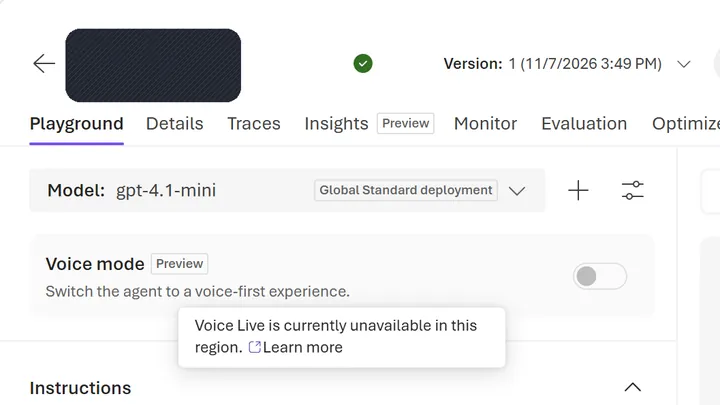 Version: 1 (11/7/2026 3:49 PM)
Playground Details Traces Insights Preview Monitor Evaluation Optimize
Model: gpt-4.1-mini Global Standard deployment
Voice mode Preview
Switch the agent to a voice-first experience.
Voice Live is currently unavailable in this
region. Learn more
Instructions